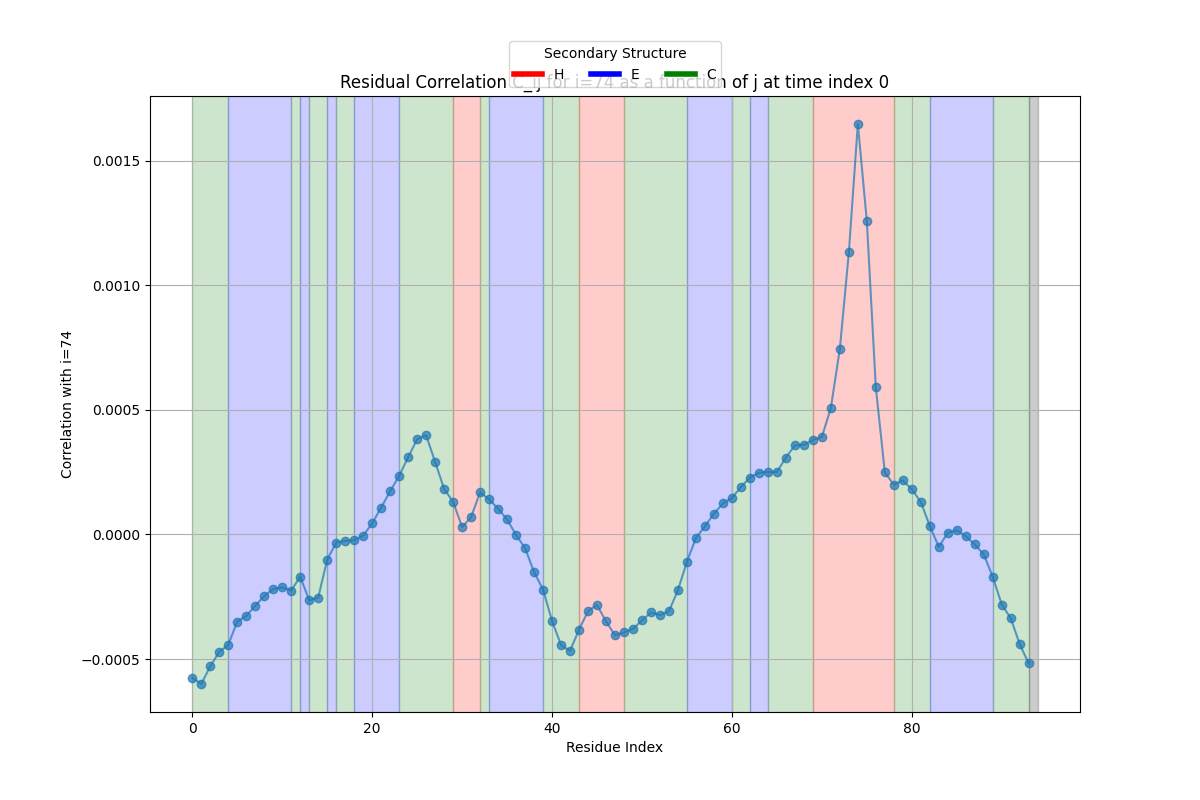 Secondary Structure
H E C
Residual Correlation C_ij for i=74 as a function of j at time index 0
0.0015
0.0010
0.0005
0.0000
−0.0005
Correlation with i=74
0 20 40 60 80
Residue Index